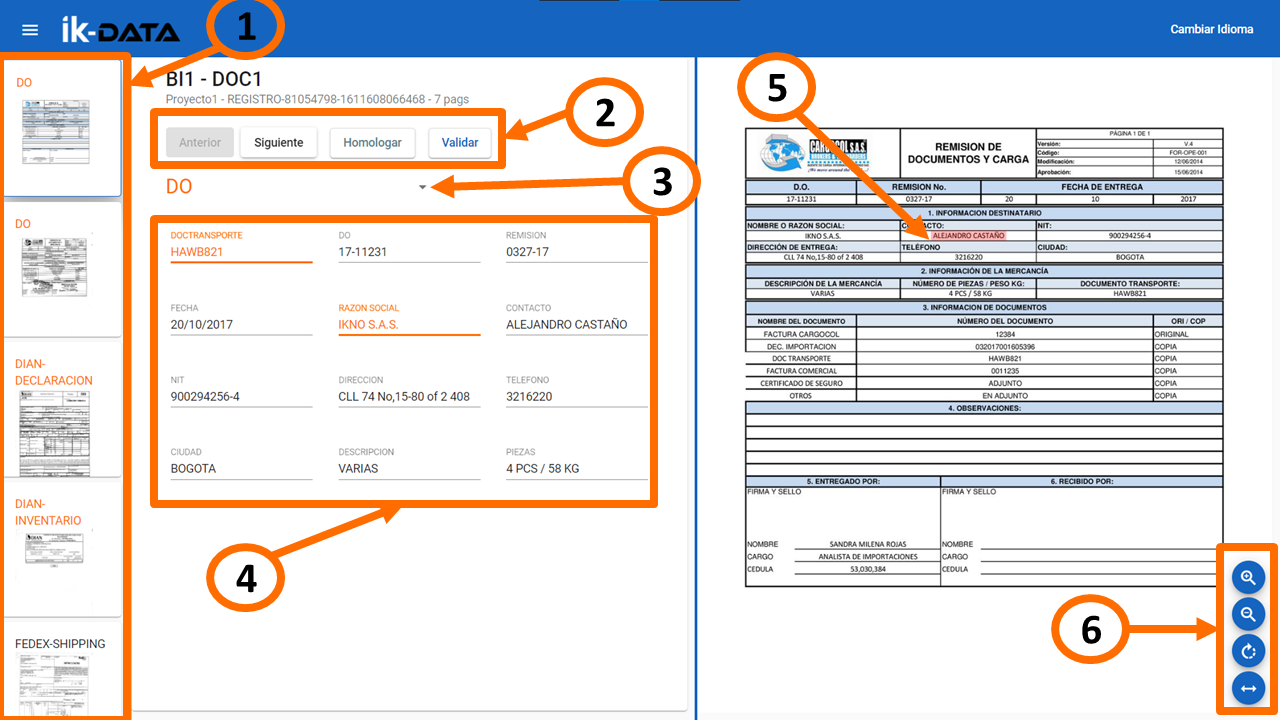 ik-DATA
Cambiar Idioma
1
DO
DO
DIAN-
DECLARACION
DIAN-
INVENTARIO
FEDEX-SHIPPING
BI1 - DOC1
Proyecto1 - REGISTRO-81054798-1611608066468 - 7 pags
2
Anterior Siguiente Homologar Validar
DO
3
DOCTRANSPORTE DO REMISION
HAWB821 17-11231 0327-17
FECHA RAZON SOCIAL CONTACTO
20/10/2017 IKNO S.A.S. ALEJANDRO CASTAÑO
NIT DIRECCION TELEFONO
900294256-4 CLL 74 No,15-80 of 2 408 3216220
CIUDAD DESCRIPCION PIEZAS
BOGOTA VARIAS 4 PCS / 58 KG
4
5
CARGOCOL S.A.S.
REMISION DE
DOCUMENTOS Y CARGA
PÁGINA 1 DE 1
Versión: V.4
Código: FOR-OPE-001
Modificación: 12/06/2014
Aprobación: 15/06/2014
D.O. REMISION No. FECHA DE ENTREGA
17-11231 0327-17 20 10 2017
1. INFORMACION DESTINATARIO
NOMBRE O RAZON SOCIAL: NIT:
IKNO S.A.S. ALEJANDRO CASTAÑO 900294256-4
DIRECCIÓN DE ENTREGA: TELÉFONO CIUDAD:
CLL 74 No,15-80 of 2 408 3216220 BOGOTA
2. INFORMACIÓN DE LA MERCANCÍA
DESCRIPCIÓN DE LA MERCANCÍA NÚMERO DE PIEZAS / PESO KG: DOCUMENTO TRANSPORTE:
VARIAS 4 PCS / 58 KG HAWB821
3. INFORMACION DE DOCUMENTOS
NOMBRE DEL DOCUMENTO NÚMERO DEL DOCUMENTO ORI / COP
FACTURA CARGOCOL 12384 ORIGINAL
DEC. IMPORTACION 032017001605396 COPIA
DOC TRANSPORTE HAWB821 COPIA
FACTURA COMERCIAL 0011235 COPIA
CERTIFICADO DE SEGURO ADJUNTO COPIA
OTROS EN ADJUNTO COPIA
4. OBSERVACIONES:
5. ENTREGADO POR: 6. RECIBIDO POR:
FIRMA Y SELLO FIRMA Y SELLO
NOMBRE SANDRA MILENA ROJAS NOMBRE
CARGO ANALISTA DE IMPORTACIONES CARGO
CEDULA 53,030,384 CEDULA
6